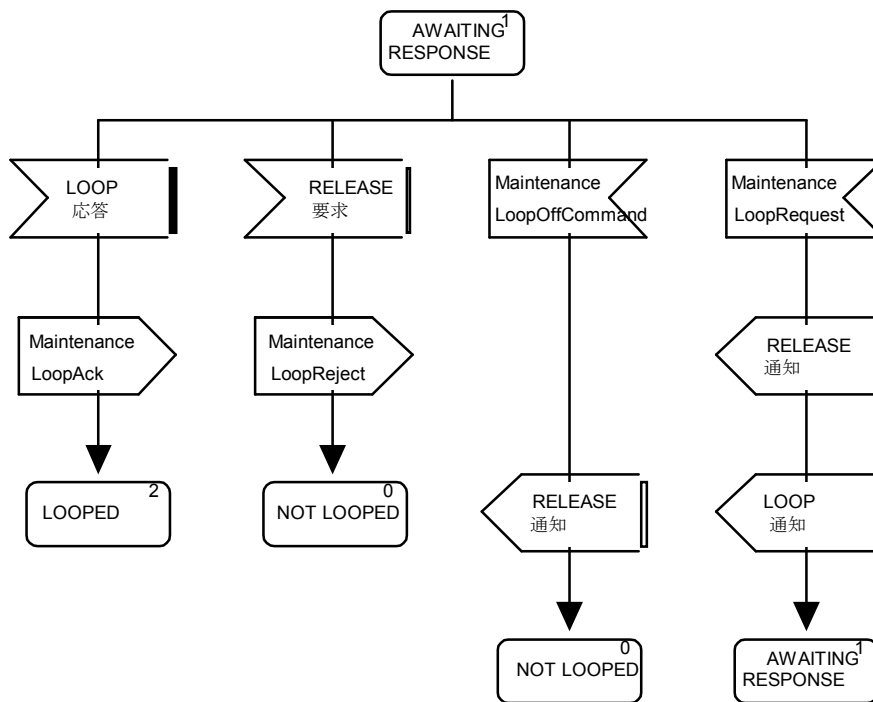 1
AWAITING
RESPONSE
LOOP
応答
RELEASE
要求
Maintenance
LoopOffCommand
Maintenance
LoopRequest
Maintenance
LoopAck
Maintenance
LoopReject
RELEASE
通知
2
LOOPED
0
NOT LOOPED
RELEASE
通知
LOOP
通知
0
NOT LOOPED
1
AWAITING
RESPONSE